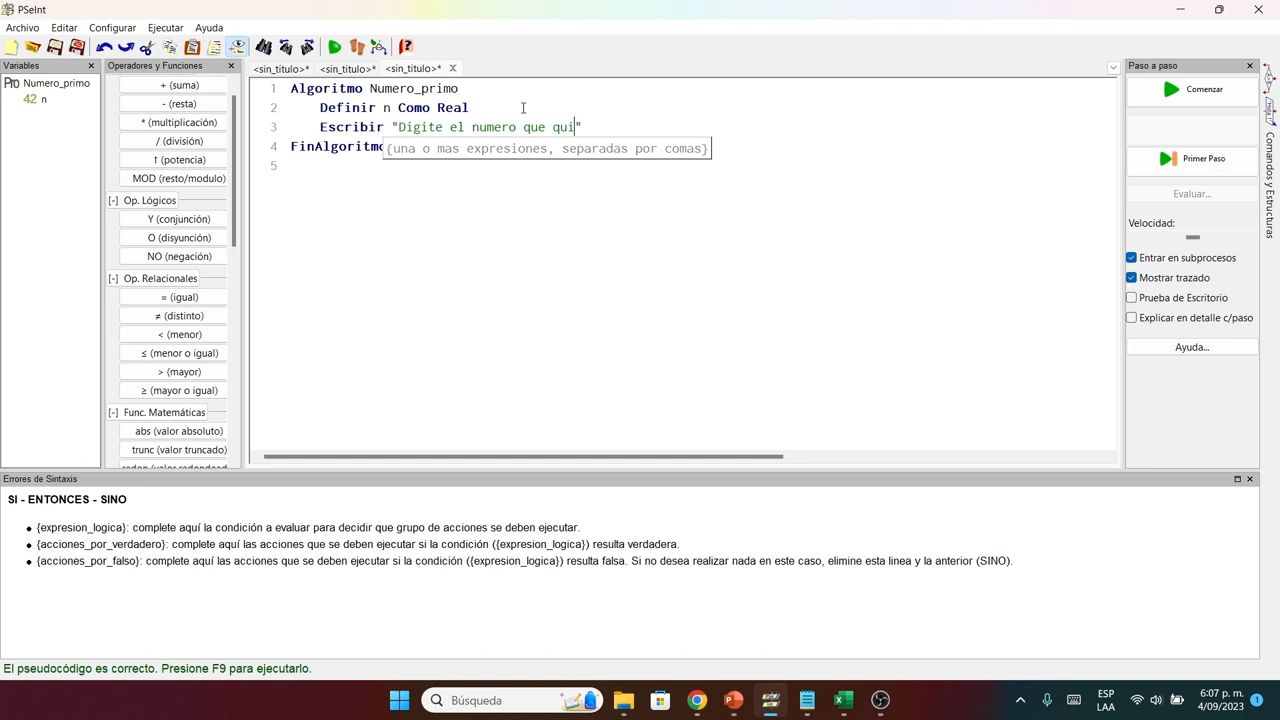 PSeInt
Archivo Editar Configurar Ejecutar Ayuda
Variables
Numero_primo
42 n
Operadores y Funciones
+ (suma)
- (resta)
* (multiplicación)
/ (división)
↑ (potencia)
MOD (resto/modulo)
[-] Op. Lógicos
Y (conjunción)
O (disyunción)
NO (negación)
[-] Op. Relacionales
= (igual)
≠ (distinto)
< (menor)
≤ (menor o igual)
> (mayor)
≥ (mayor o igual)
[-] Func. Matemáticas
abs (valor absoluto)
trunc (valor truncado)
<sin_titulo>* <sin_titulo>* <sin_titulo>*
1 Algoritmo Numero_primo
2 Definir n Como Real
3 Escribir "Digite el numero que qui"
4 FinAlgoritmo
{una o mas expresiones, separadas por comas}
5
Paso a paso
Comenzar
Primer Paso
Evaluar...
Velocidad:
Entrar en subprocesos
Mostrar trazado
Prueba de Escritorio
Explicar en detalle c/paso
Ayuda...
Comandos y Estructuras
Errores de Sintaxis
SI - ENTONCES - SINO
• {expresion_logica}: complete aquí la condición a evaluar para decidir que grupo de acciones se deben ejecutar.
• {acciones_por_verdadero}: complete aquí las acciones que se deben ejecutar si la condición ({expresion_logica}) resulta verdadera.
• {acciones_por_falso}: complete aquí las acciones que se deben ejecutar si la condición ({expresion_logica}) resulta falsa. Si no desea realizar nada en este caso, elimine esta linea y la anterior (SINO).
El pseudocódigo es correcto. Presione F9 para ejecutarlo.
Búsqueda
ESP
LAA
6:07 p. m.
4/09/2023
1